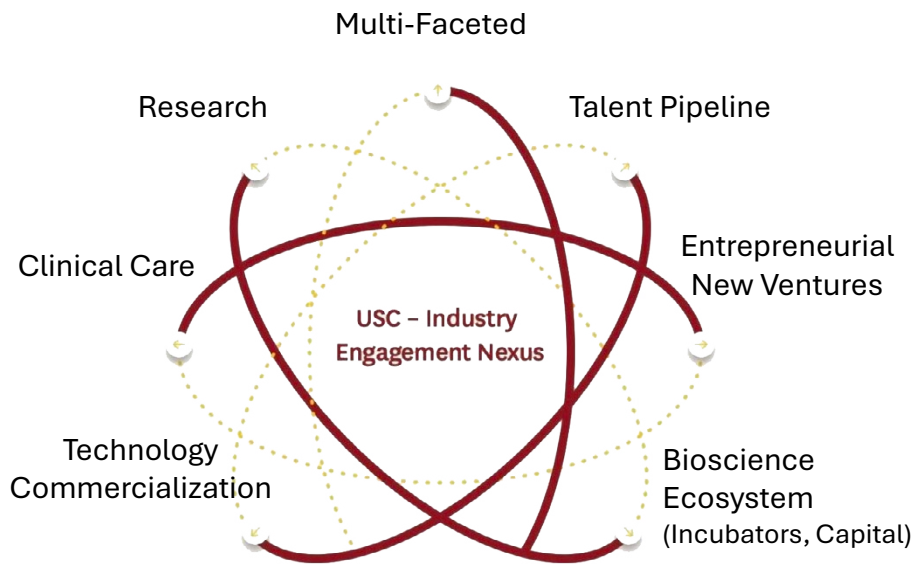 Multi-Faceted
Research
Talent Pipeline
Clinical Care
Entrepreneurial
New Ventures
USC – Industry
Engagement Nexus
Technology
Commercialization
Bioscience
Ecosystem
(Incubators, Capital)